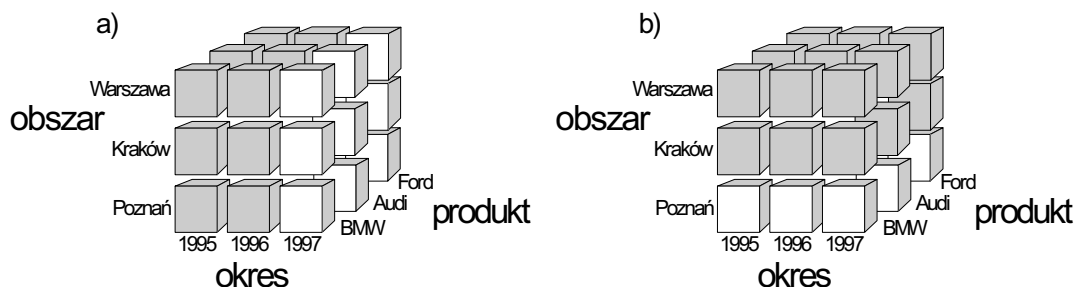 a)
Warszawa
obszar
Kraków
Poznań
Ford
Audi
BMW
produkt
1995 1996 1997
okres
b)
Warszawa
obszar
Kraków
Poznań
Ford
Audi
BMW
produkt
1995 1996 1997
okres